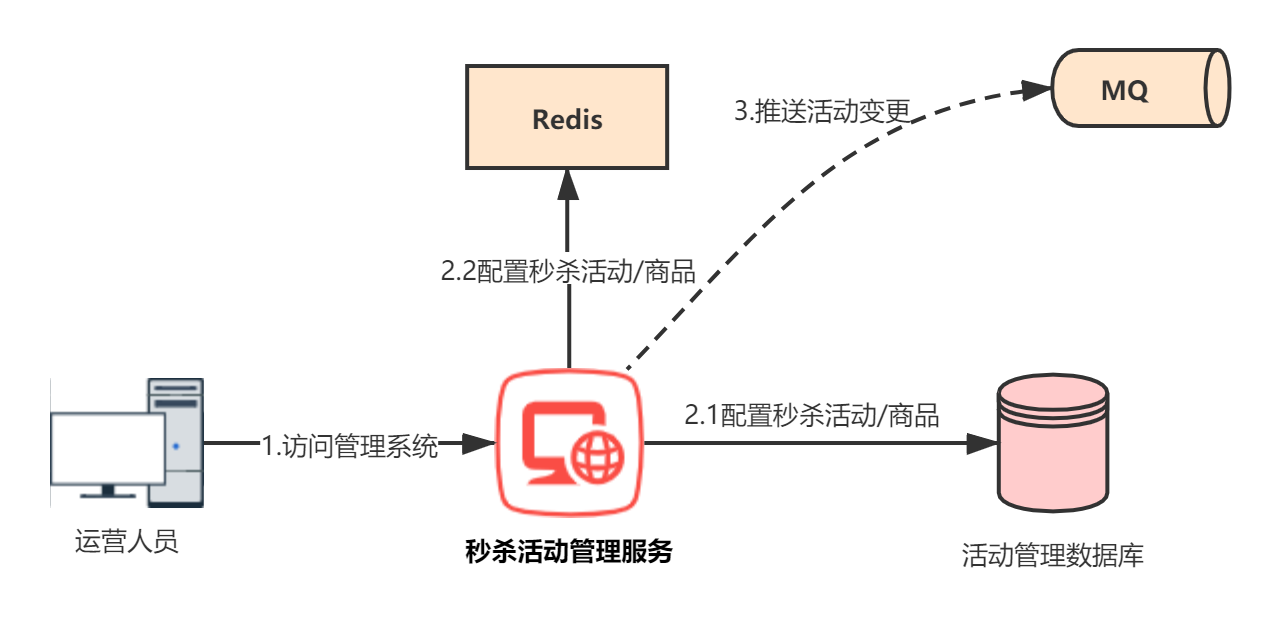 Redis
MQ
3.推送活动变更
2.2配置秒杀活动/商品
2.1配置秒杀活动/商品
1.访问管理系统
运营人员
秒杀活动管理服务
活动管理数据库